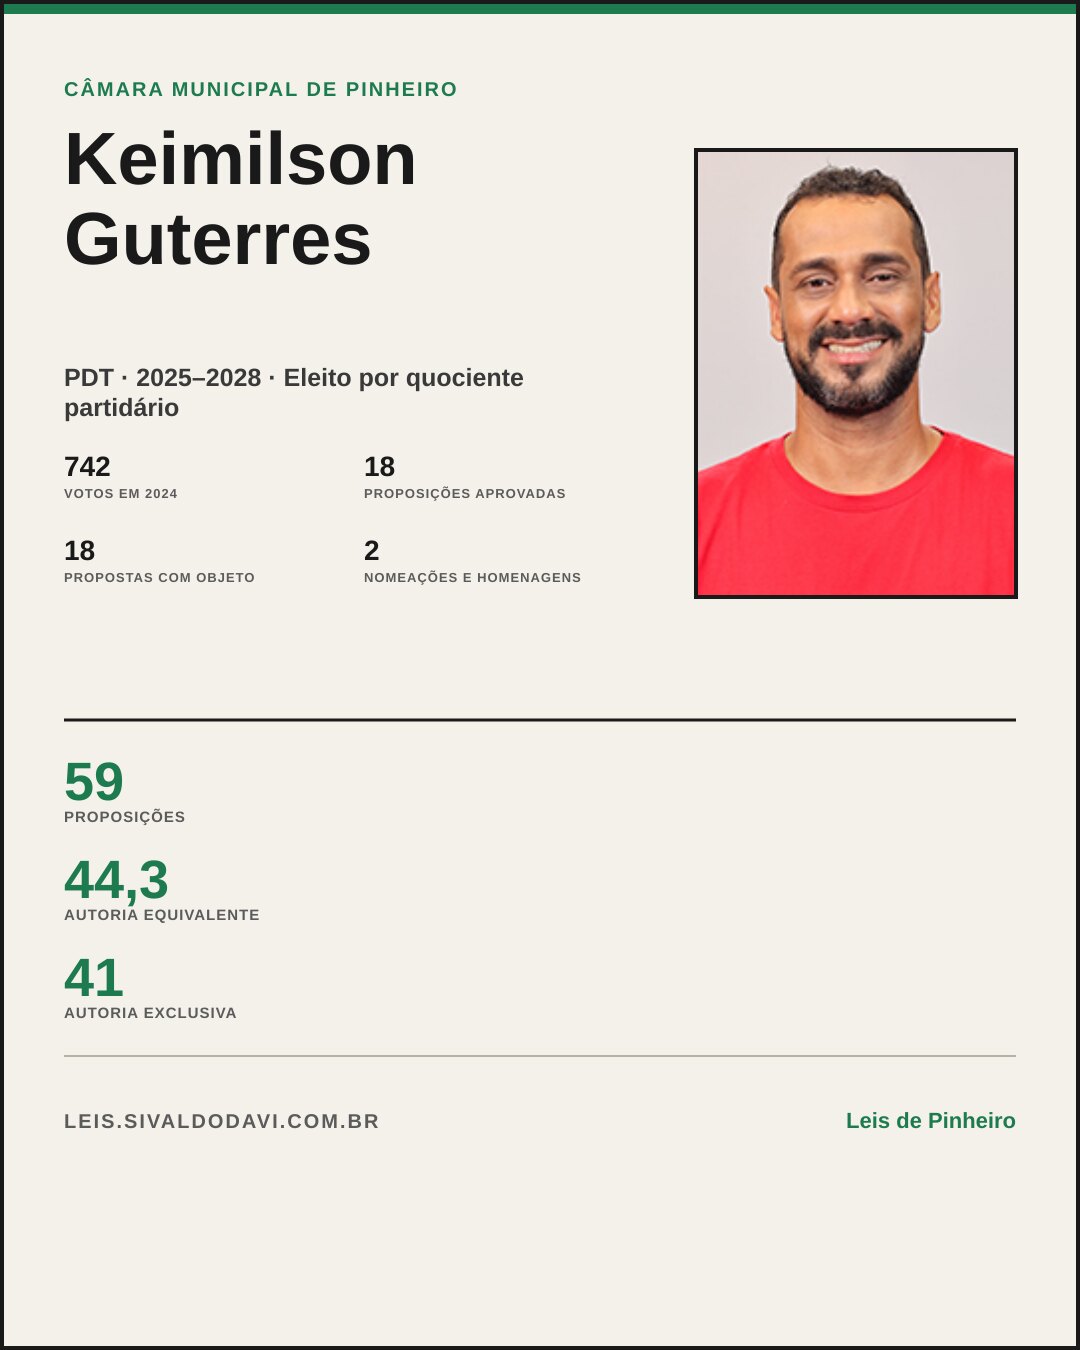 CÂMARA MUNICIPAL DE PINHEIRO
Keimilson
Guterres
PDT · 2025–2028 · Eleito por quociente
partidário
742
VOTOS EM 2024
18
PROPOSIÇÕES APROVADAS
18
PROPOSTAS COM OBJETO
2
NOMEAÇÕES E HOMENAGENS
59
PROPOSIÇÕES
44,3
AUTORIA EQUIVALENTE
41
AUTORIA EXCLUSIVA
LEIS.SIVALDODAVI.COM.BR
Leis de Pinheiro